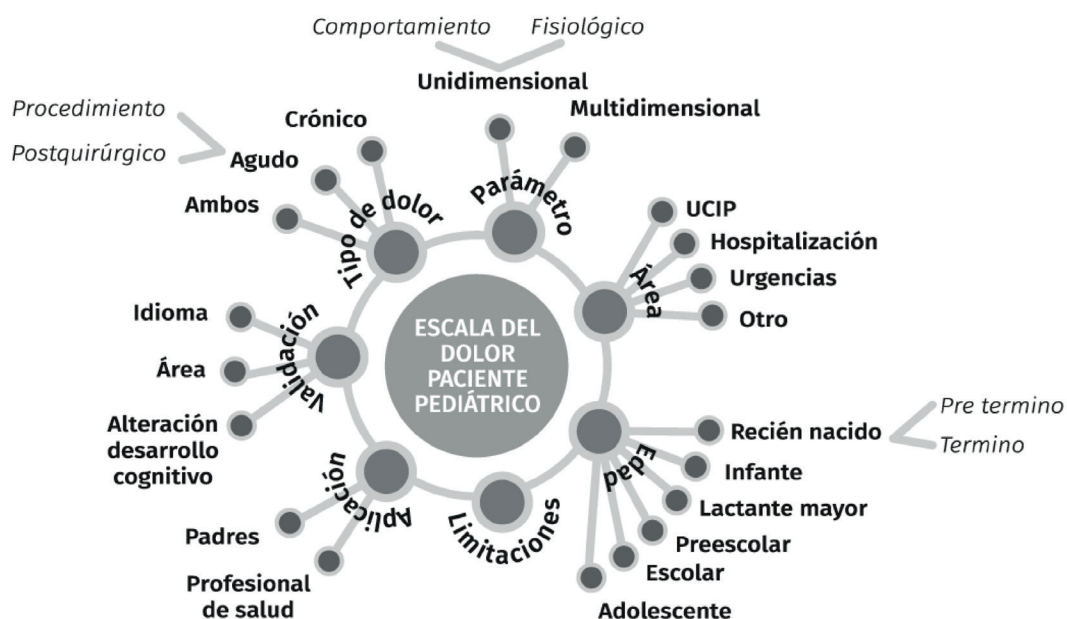 Comportamiento
Fisiológico
Unidimensional
Multidimensional
Procedimiento
Postquirúrgico
Crónico
Agudo
Ambos
Tipo de dolor
Parámetro
UCIP
Hospitalización
Urgencias
Otro
Área
Idioma
Área
Alteración
desarrollo
cognitivo
Validación
ESCALA DEL
DOLOR
PACIENTE
PEDIÁTRICO
Recién nacido
Pre termino
Termino
Infante
Lactante mayor
Preescolar
Escolar
Adolescente
Edad
Padres
Profesional
de salud
Aplicación
Limitaciones